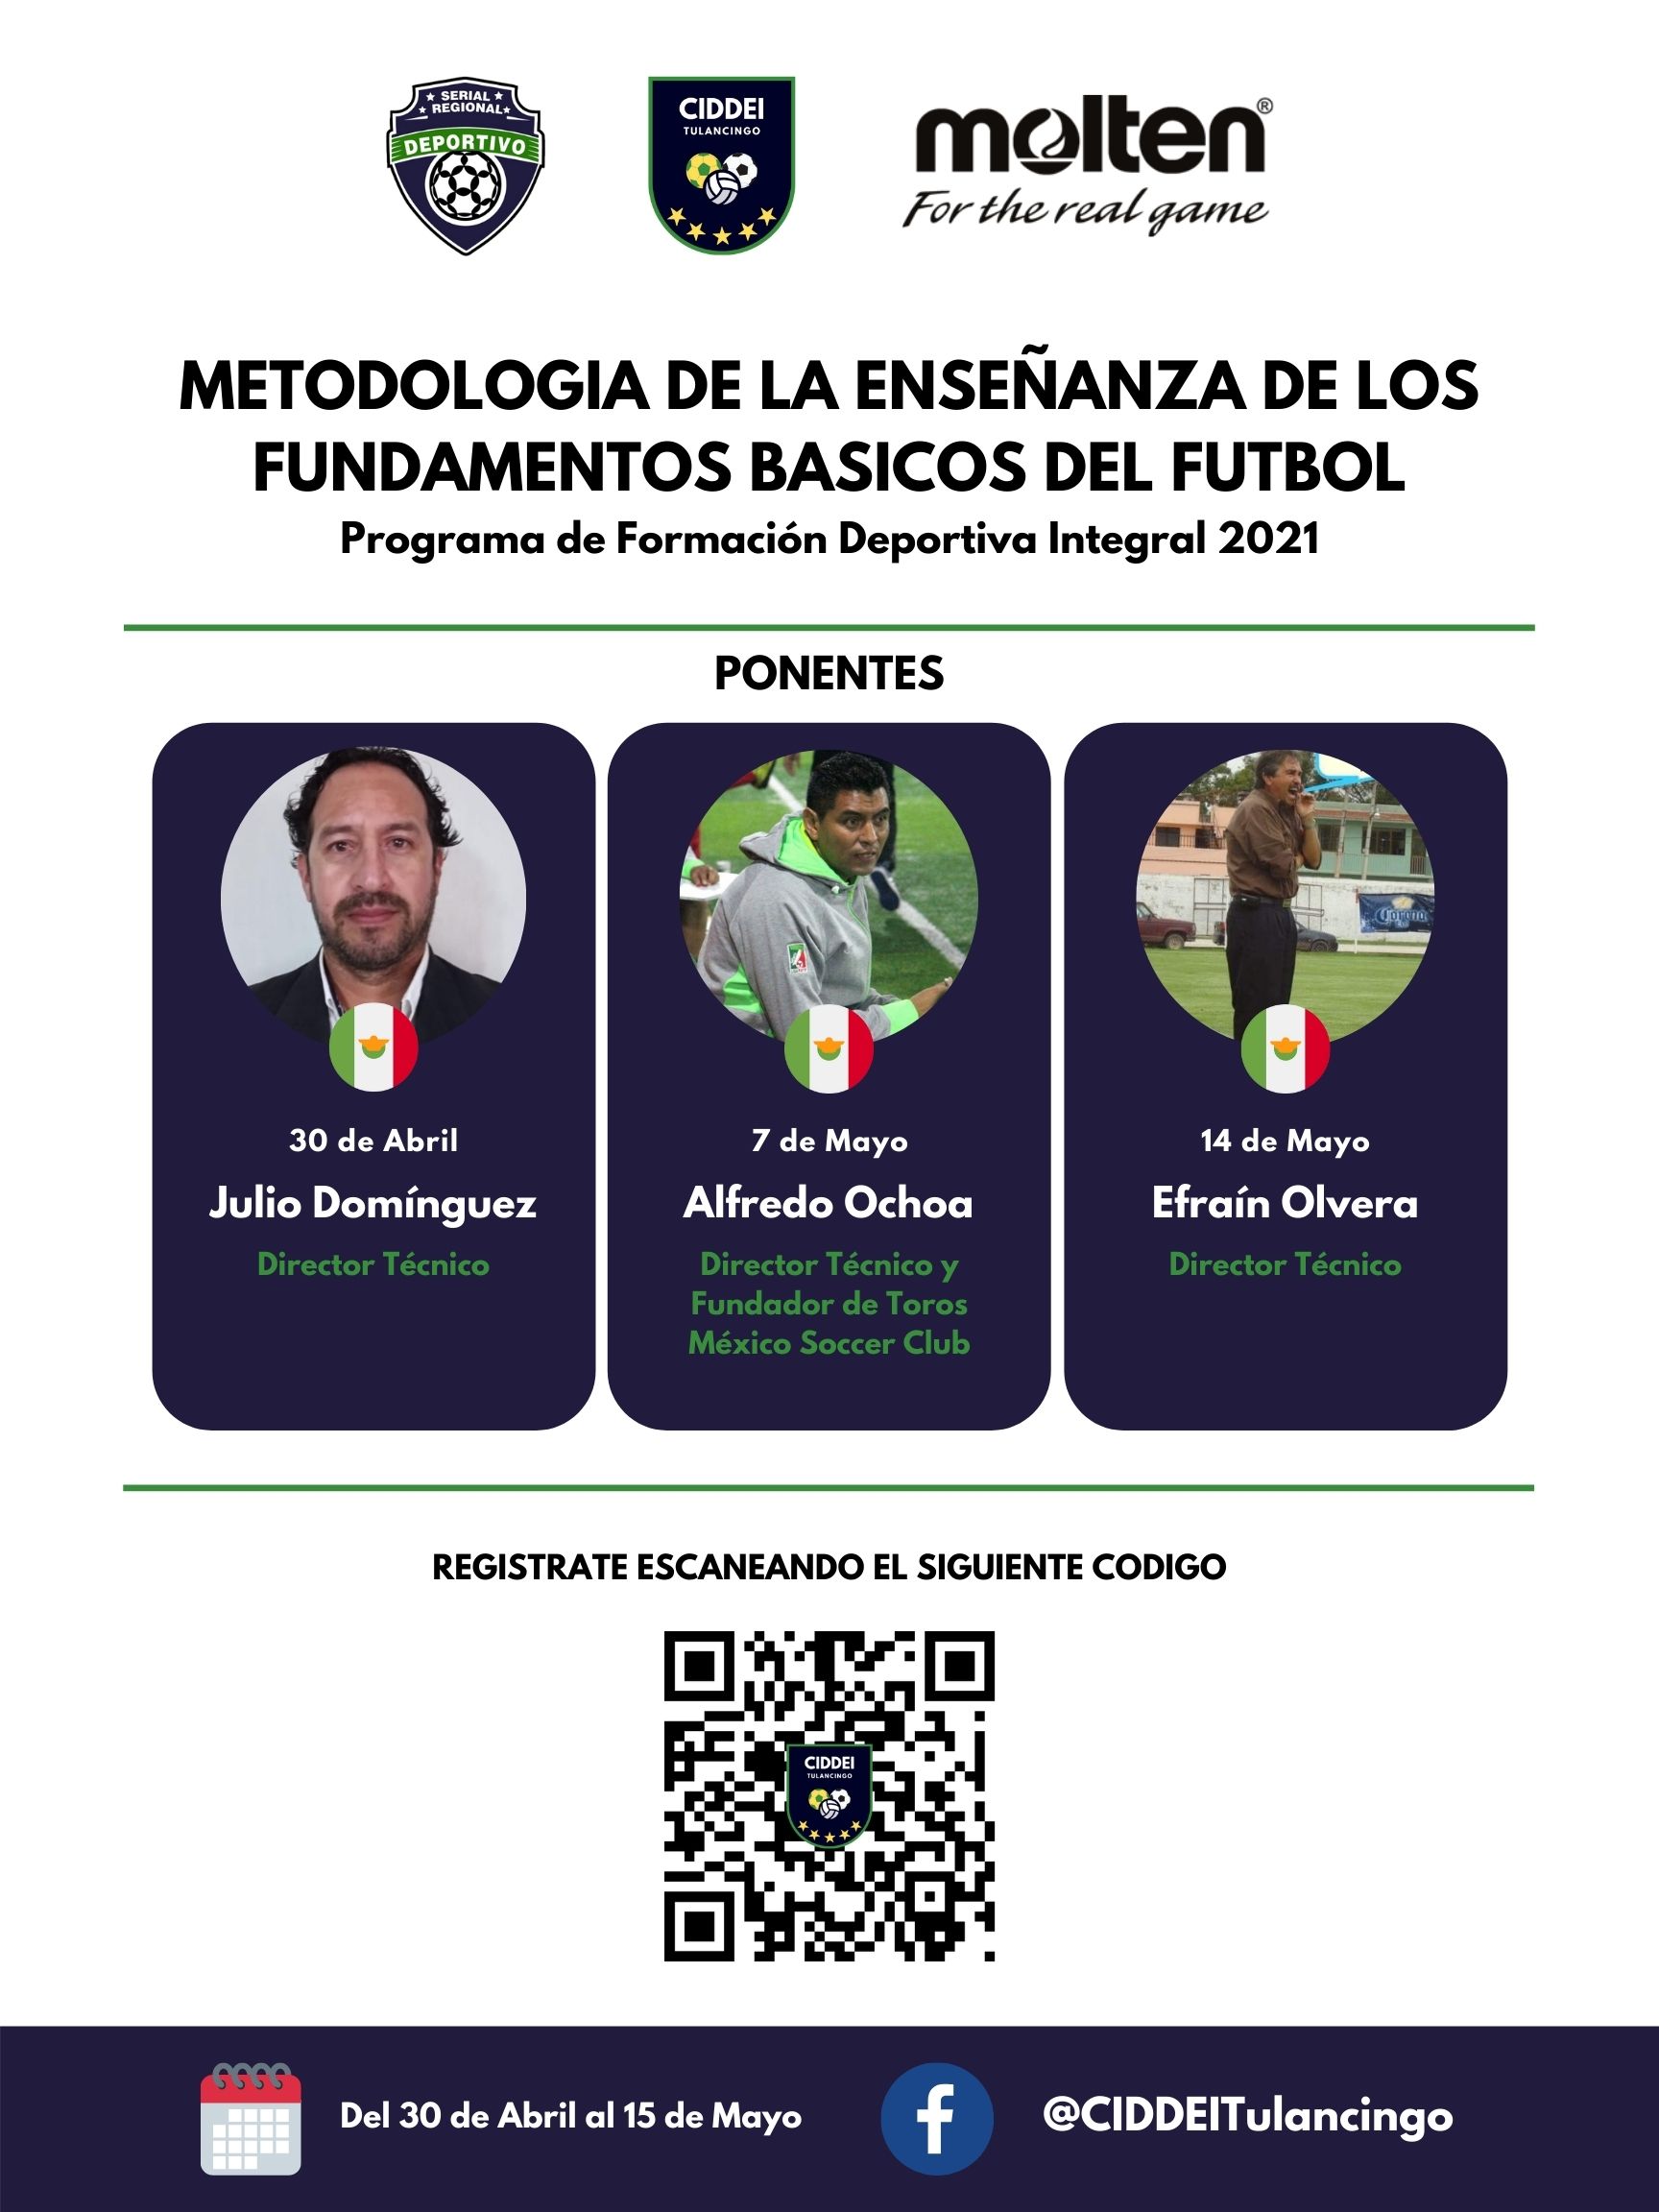 SERIAL
REGIONAL
DEPORTIVO
CIDDEI
TULANCINGO
molten®
For the real game
METODOLOGIA DE LA ENSEÑANZA DE LOS
FUNDAMENTOS BASICOS DEL FUTBOL
Programa de Formación Deportiva Integral 2021
PONENTES
Corona
30 de Abril
Julio Domínguez
Director Técnico
7 de Mayo
Alfredo Ochoa
Director Técnico y
Fundador de Toros
México Soccer Club
14 de Mayo
Efraín Olvera
Director Técnico
REGISTRATE ESCANEANDO EL SIGUIENTE CODIGO
CIDDEI
TULANCINGO
Del 30 de Abril al 15 de Mayo
@CIDDEITulancingo